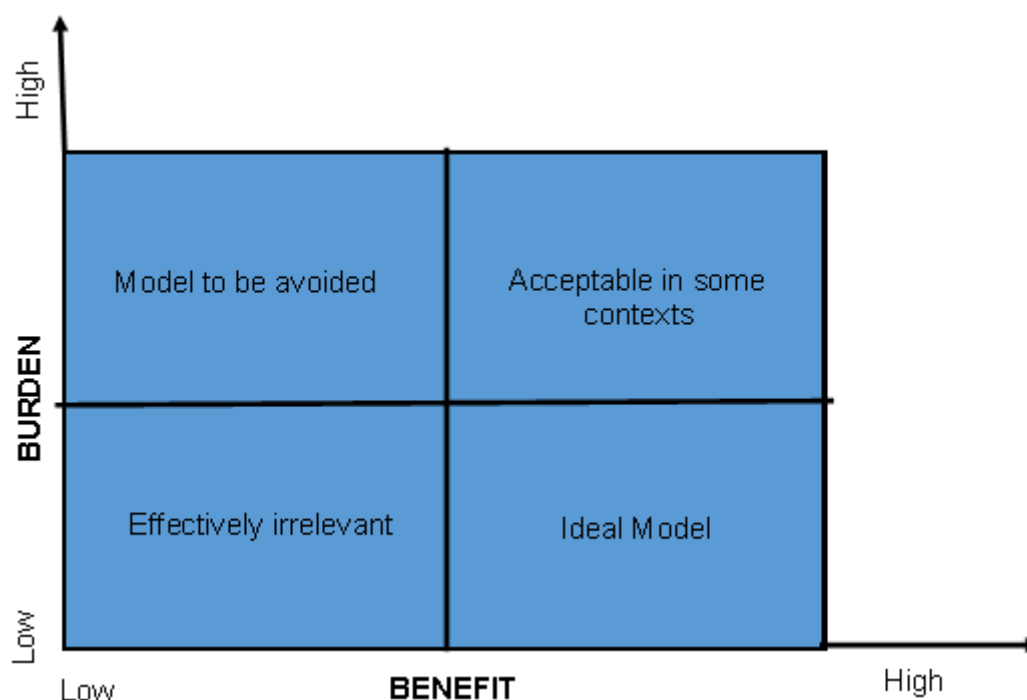 High
Model to be avoided
Acceptable in some
contexts
BURDEN
Effectively irrelevant
Ideal Model
Low
Low
BENEFIT
High